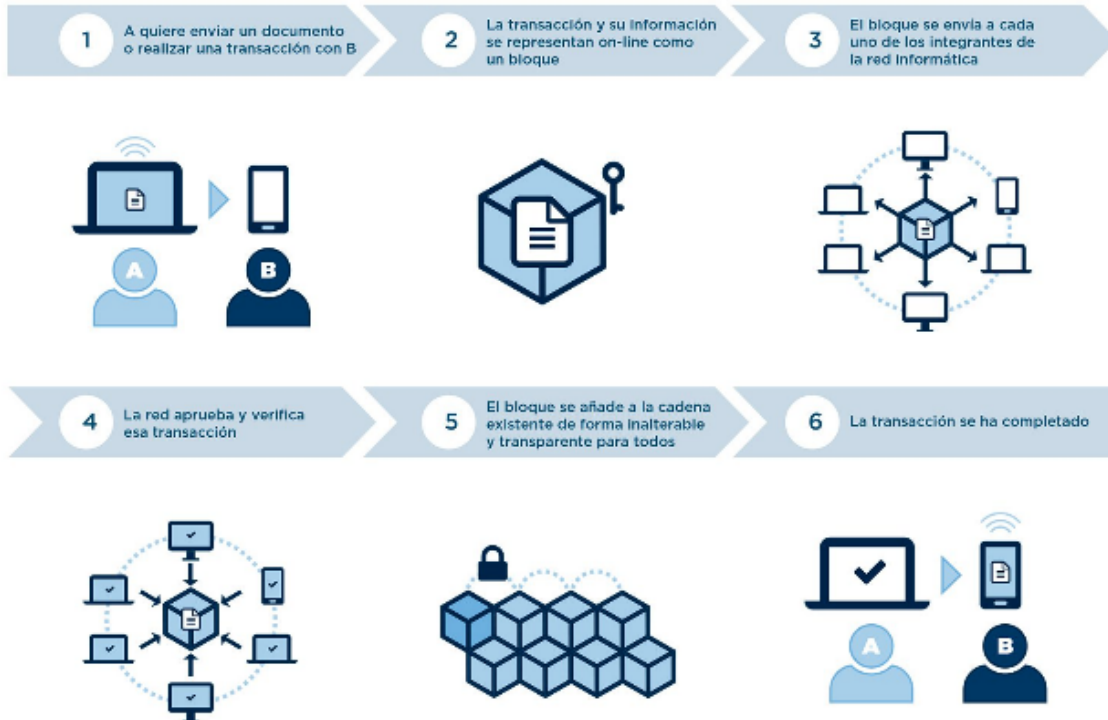 1
A quiere enviar un documento
o realizar una transacción con B
2
La transacción y su información
se representan on-line como
un bloque
3
El bloque se envía a cada
uno de los integrantes de
la red informática
A
B
4
La red aprueba y verifica
esa transacción
5
El bloque se añade a la cadena
existente de forma inalterable
y transparente para todos
6
La transacción se ha completado
A
B